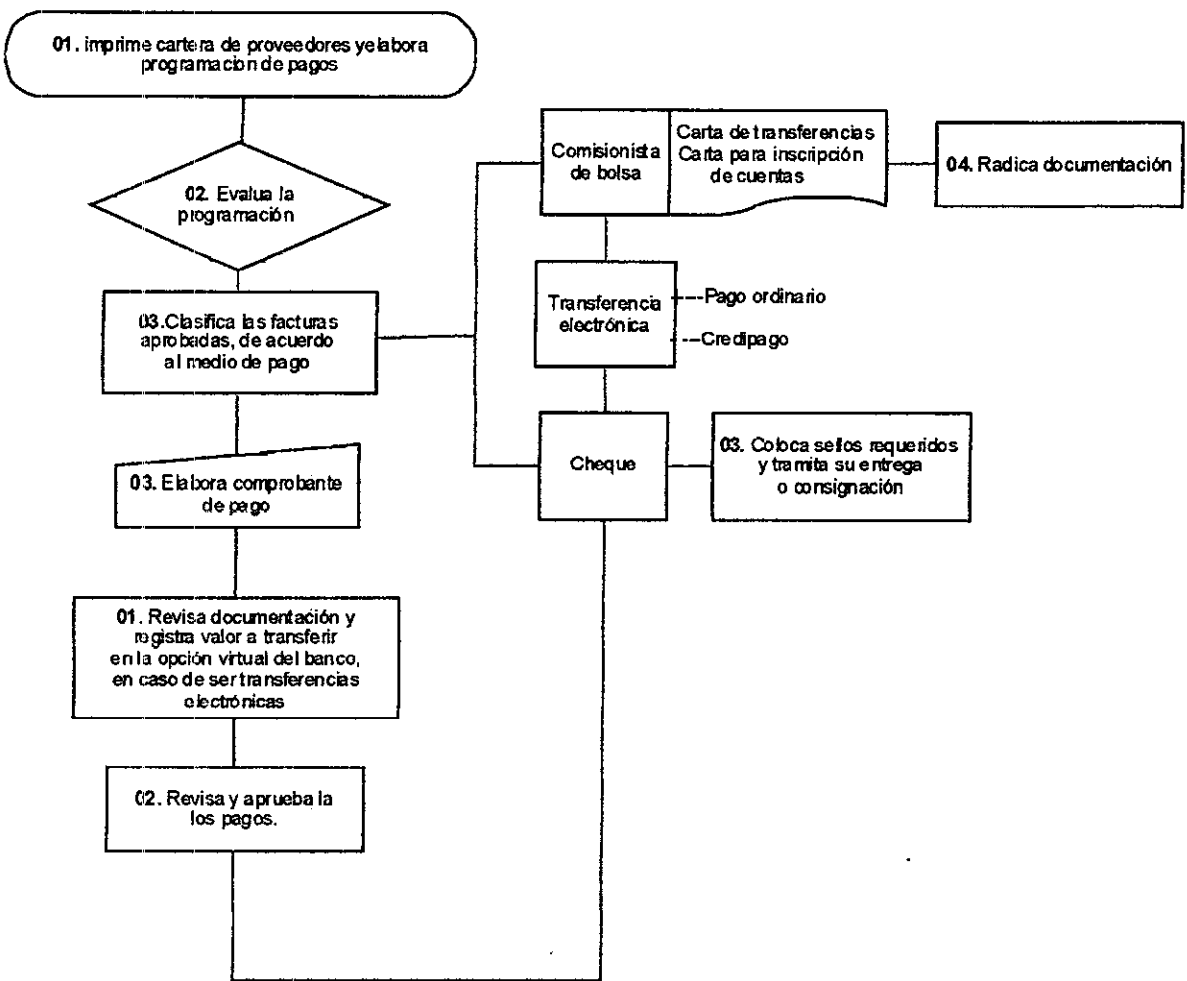 01. imprime cartera de proveedores y elabora
programacion de pagos
02. Evalua la
programación
03. Clasifica las facturas
aprobadas, de acuerdo
al medio de pago
03. Elabora comprobante
de pago
01. Revisa documentación y
registra valor a transferir
en la opción virtual del banco,
en caso de ser transferencias
electrónicas
02. Revisa y aprueba la
los pagos.
Comisionista
de bolsa
Carta de transferencias
Carta para inscripción
de cuentas
04. Radica documentación
Transferencia
electrónica
Pago ordinario
Credipago
Cheque
03. Coloca sellos requeridos
y tramita su entrega
o consignación